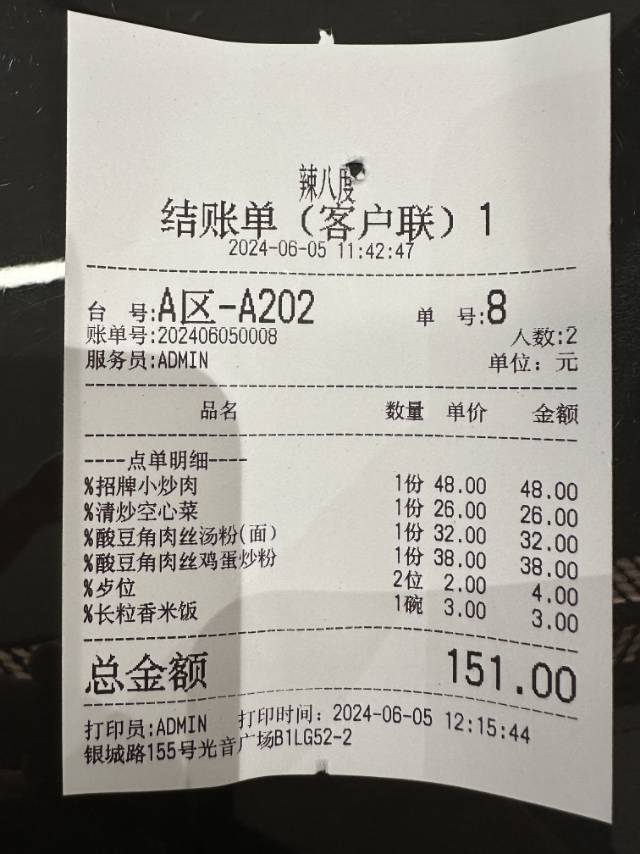 辣八度
结账单（客户联）1
2024-06-05 11:42:47
台 号:A区-A202 单 号:8
账单号:202406050008 人数:2
服务员:ADMIN 单位：元
品名 数量 单价 金额
----点单明细----
%招牌小炒肉 1份 48.00 48.00
%清炒空心菜 1份 26.00 26.00
%酸豆角肉丝汤粉(面） 1份 32.00 32.00
%酸豆角肉丝鸡蛋炒粉 1份 38.00 38.00
%歺位 2位 2.00 4.00
%长粒香米饭 1碗 3.00 3.00
总金额 151.00
打印员:ADMIN 打印时间：2024-06-05 12:15:44
银城路155号光音广场B1LG52-2